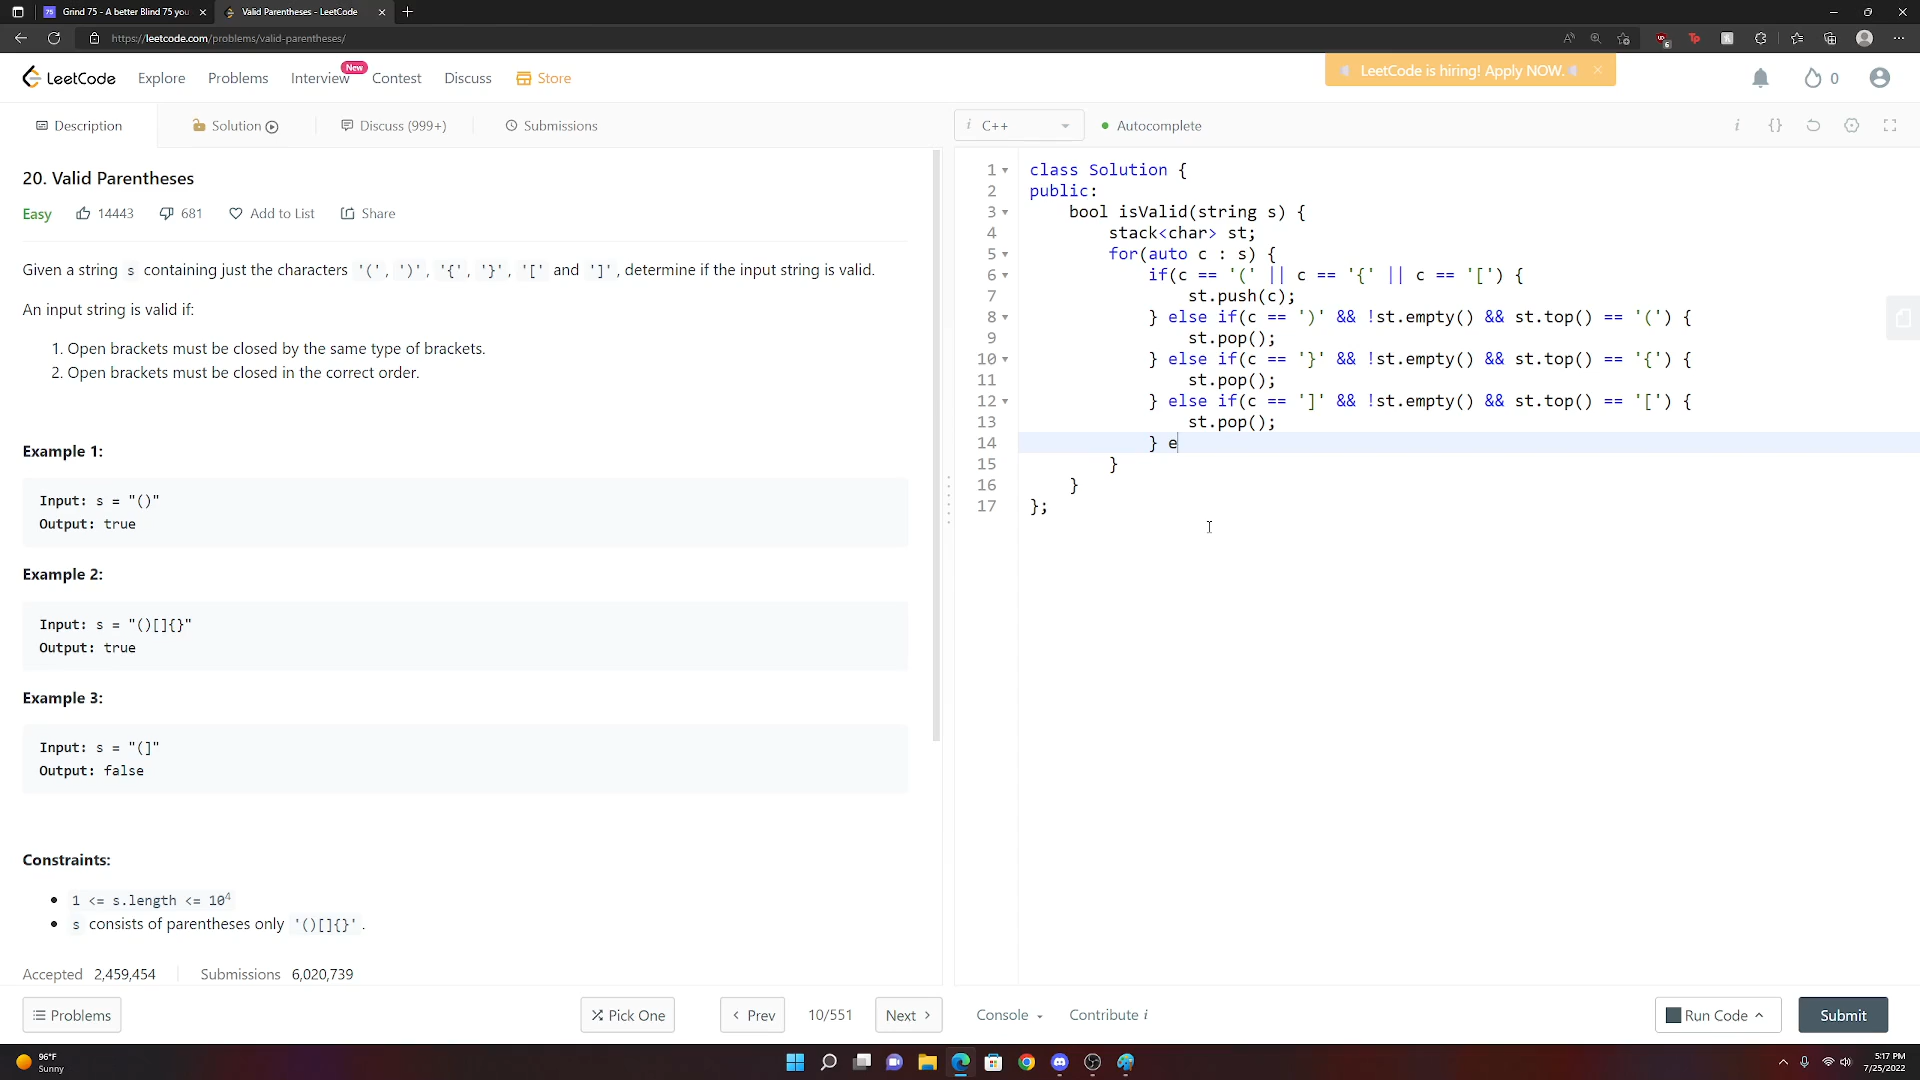 75 Grind 75 - A better Blind 75 you
Valid Parentheses - LeetCode
https://leetcode.com/problems/valid-parentheses/
LeetCode
Explore
Problems
Interview
New
Contest
Discuss
Store
LeetCode is hiring! Apply NOW.
0
Description
Solution
Discuss (999+)
Submissions
i C++
Autocomplete
20. Valid Parentheses
Easy
14443
681
Add to List
Share
Given a string s containing just the characters '(', ')', '{', '}', '[' and ']', determine if the input string is valid.
An input string is valid if:
1. Open brackets must be closed by the same type of brackets.
2. Open brackets must be closed in the correct order.
Example 1:
Input: s = "()"
Output: true
Example 2:
Input: s = "()[]{}"
Output: true
Example 3:
Input: s = "(]"
Output: false
Constraints:
1 <= s.length <= 10⁴
s consists of parentheses only '()[]{}'.
Accepted 2,459,454
Submissions 6,020,739
1 class Solution {
2 public:
3     bool isValid(string s) {
4         stack<char> st;
5         for(auto c : s) {
6             if(c == '(' || c == '{' || c == '[') {
7                 st.push(c);
8             } else if(c == ')' && !st.empty() && st.top() == '(') {
9                 st.pop();
10             } else if(c == '}' && !st.empty() && st.top() == '{') {
11                 st.pop();
12             } else if(c == ']' && !st.empty() && st.top() == '[') {
13                 st.pop();
14             } e
15         }
16     }
17 };
Problems
Pick One
< Prev
10/551
Next >
Console
Contribute i
Run Code
Submit
96°F
Sunny
5:17 PM
7/25/2022